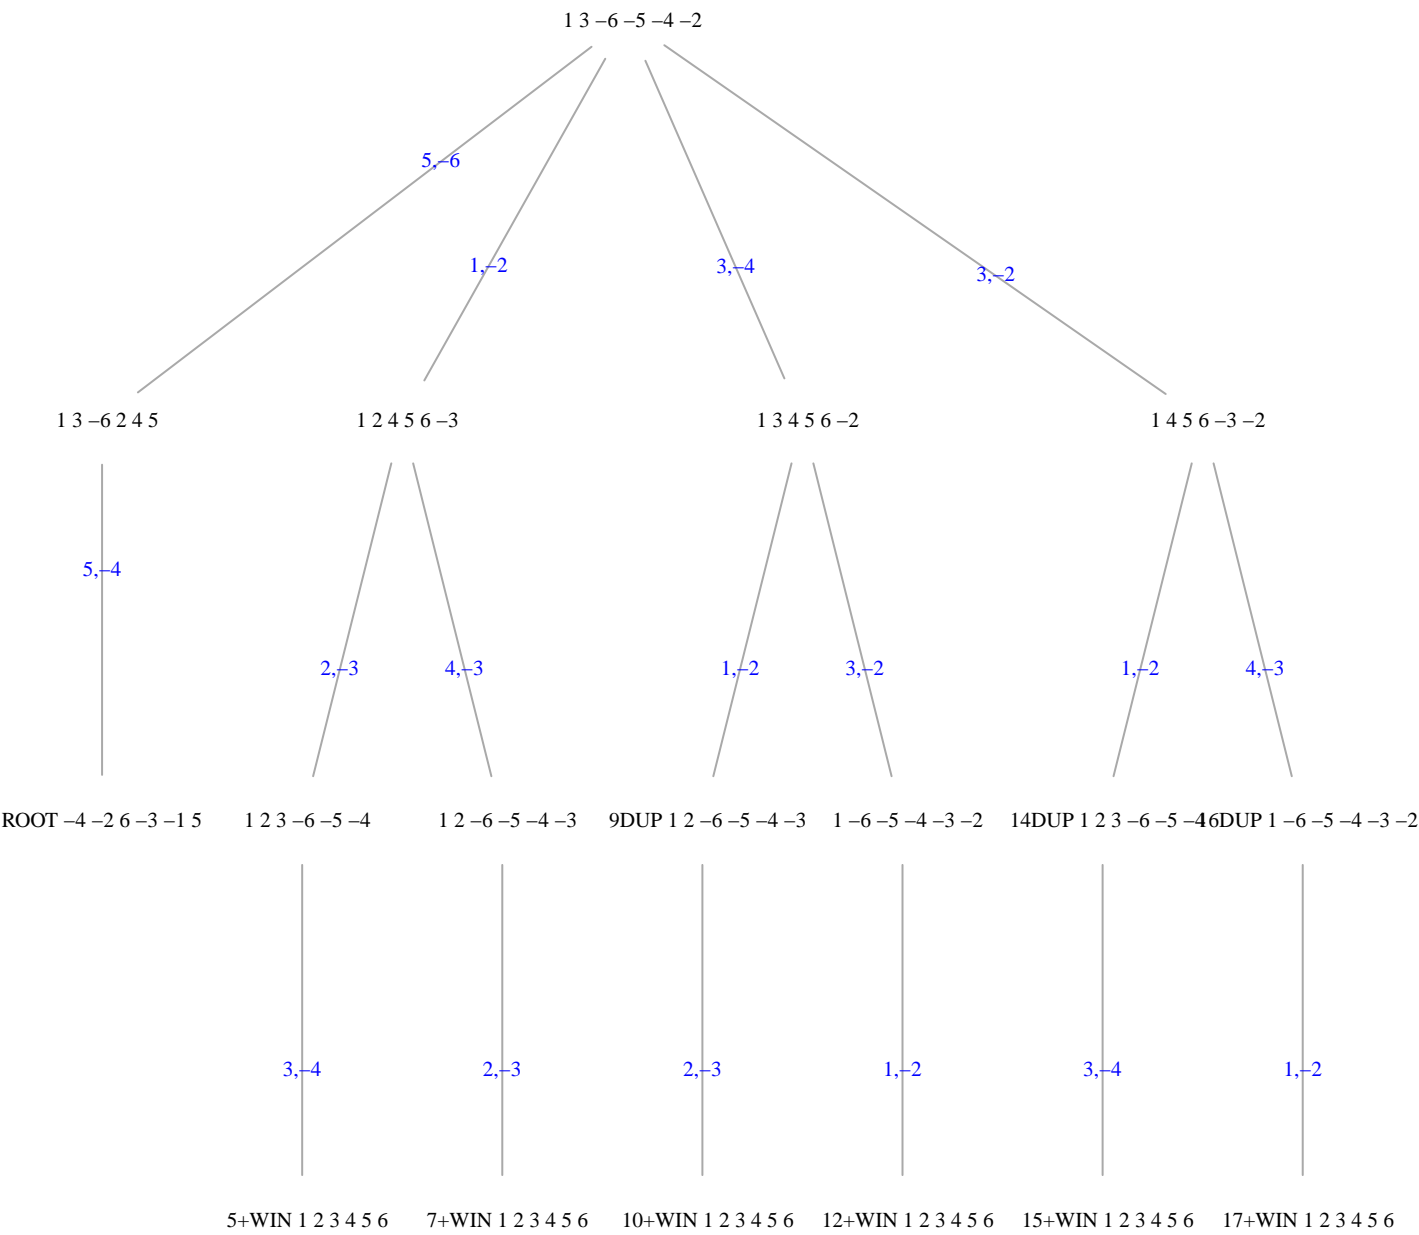 1 3 −6 −5 −4 −2
5,−6
1,−2
3,−4
3,−2
1 3 −6 2 4 5
1 2 4 5 6 −3
1 3 4 5 6 −2
1 4 5 6 −3 −2
5,−4
2,−3
4,−3
1,−2
3,−2
1,−2
4,−3
ROOT −4 −2 6 −3 −1 5
1 2 3 −6 −5 −4
1 2 −6 −5 −4 −3
9DUP 1 2 −6 −5 −4 −3
1 −6 −5 −4 −3 −2
14DUP 1 2 3 −6 −5 −4
16DUP 1 −6 −5 −4 −3 −2
3,−4
2,−3
2,−3
1,−2
3,−4
1,−2
5+WIN 1 2 3 4 5 6
7+WIN 1 2 3 4 5 6
10+WIN 1 2 3 4 5 6
12+WIN 1 2 3 4 5 6
15+WIN 1 2 3 4 5 6
17+WIN 1 2 3 4 5 6